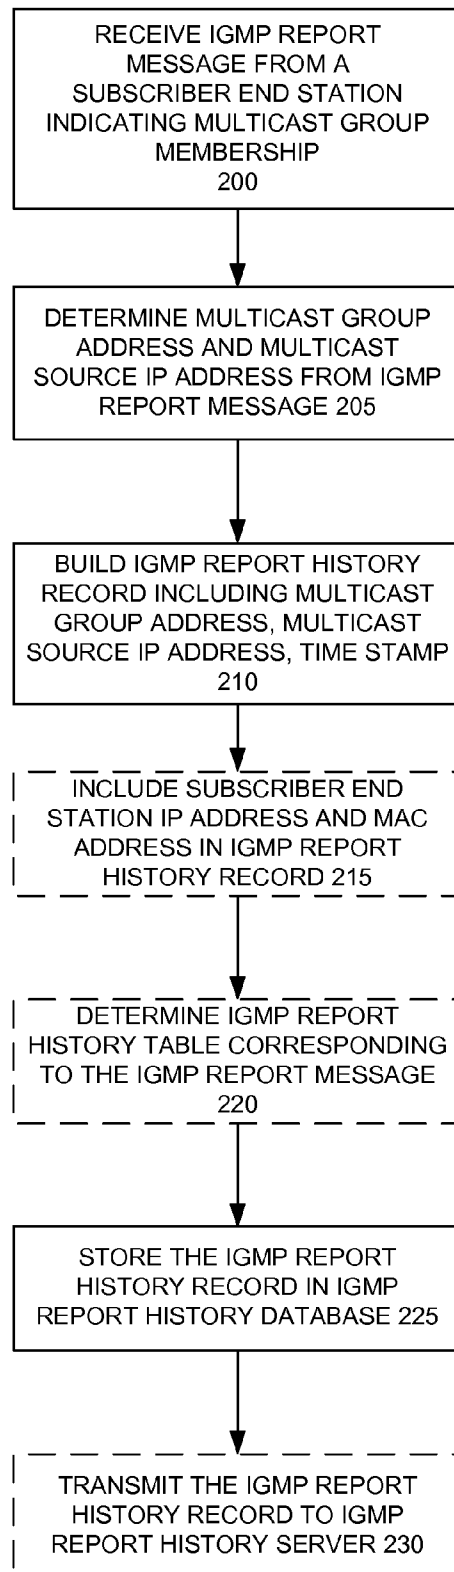 RECEIVE IGMP REPORT
MESSAGE FROM A
SUBSCRIBER END STATION
INDICATING MULTICAST GROUP
MEMBERSHIP
200
DETERMINE MULTICAST GROUP
ADDRESS AND MULTICAST
SOURCE IP ADDRESS FROM IGMP
REPORT MESSAGE 205
BUILD IGMP REPORT HISTORY
RECORD INCLUDING MULTICAST
GROUP ADDRESS, MULTICAST
SOURCE IP ADDRESS, TIME STAMP
210
INCLUDE SUBSCRIBER END
STATION IP ADDRESS AND MAC
ADDRESS IN IGMP REPORT
HISTORY RECORD 215
DETERMINE IGMP REPORT
HISTORY TABLE CORRESPONDING
TO THE IGMP REPORT MESSAGE
220
STORE THE IGMP REPORT
HISTORY RECORD IN IGMP
REPORT HISTORY DATABASE 225
TRANSMIT THE IGMP REPORT
HISTORY RECORD TO IGMP
REPORT HISTORY SERVER 230